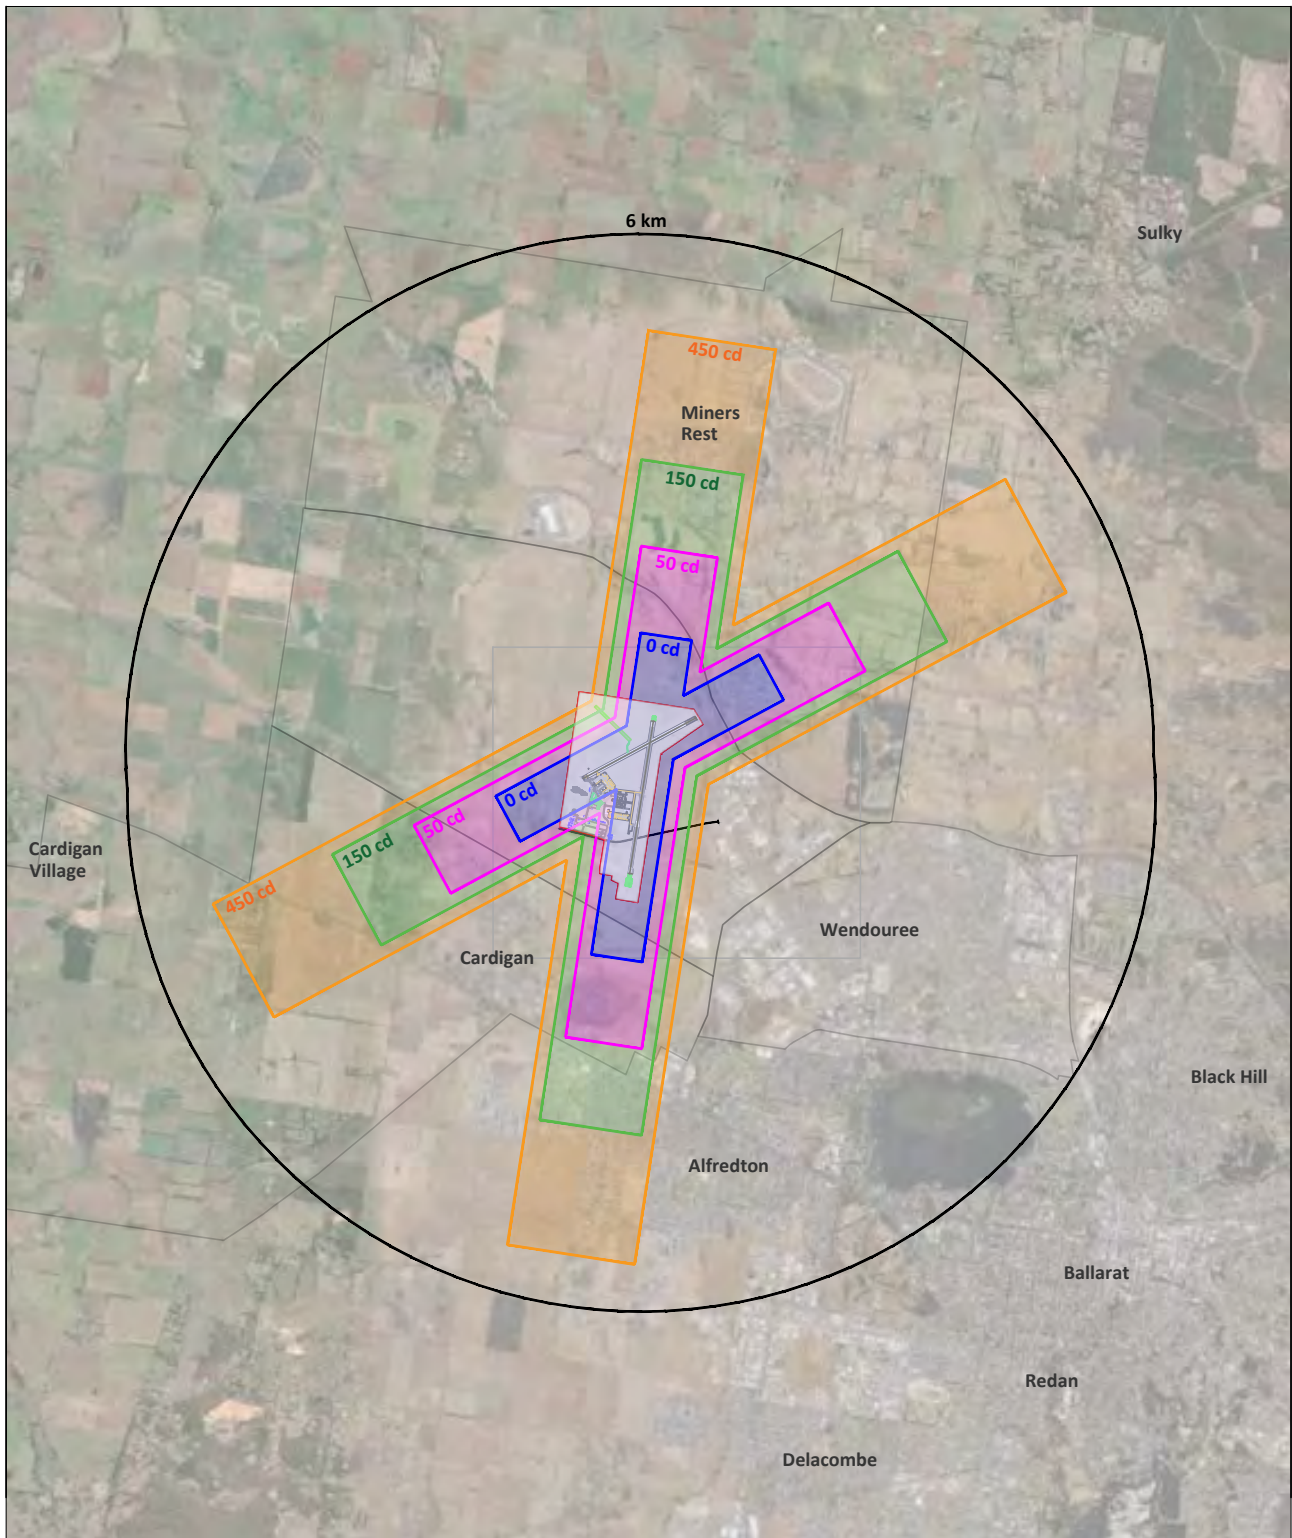 6 km
Sulky
450 cd
Miners
Rest
150 cd
50 cd
0 cd
0 cd
50 cd
150 cd
Cardigan
Village
450 cd
Wendouree
Cardigan
Black Hill
Alfredton
Ballarat
Redan
Delacombe